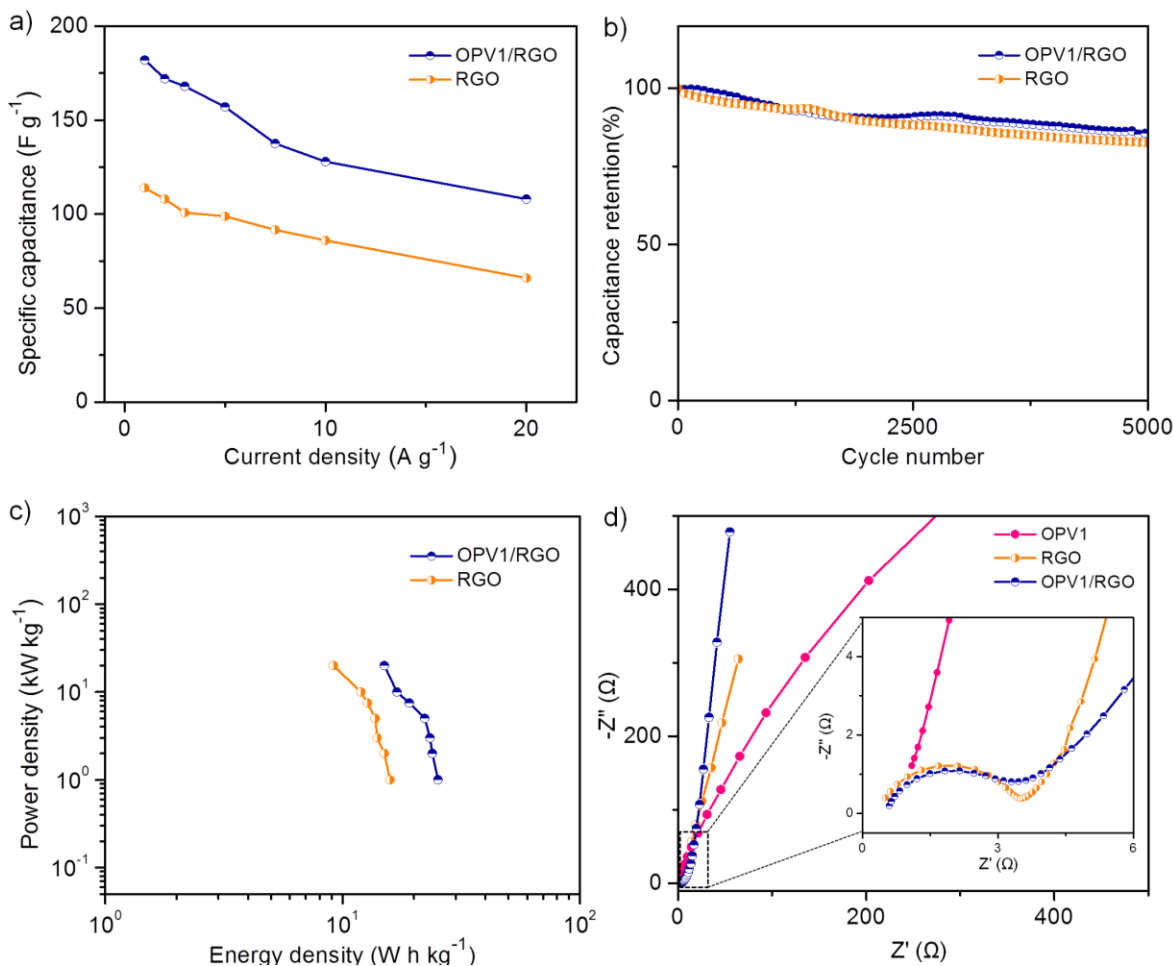 a)
200
150
100
50
0
Specific capacitance (F g⁻¹)
OPV1/RGO
RGO
0
10
20
Current density (A g⁻¹)
b)
100
50
0
Capacitance retention(%)
OPV1/RGO
RGO
0
2500
5000
Cycle number
c)
10³
10²
10¹
10⁰
10⁻¹
Power density (kW kg⁻¹)
OPV1/RGO
RGO
10⁰
10¹
10²
Energy density (W h kg⁻¹)
d)
400
200
0
-Z" (Ω)
OPV1
RGO
OPV1/RGO
4
2
0
-Z" (Ω)
0
3
6
Z' (Ω)
0
200
400
Z' (Ω)